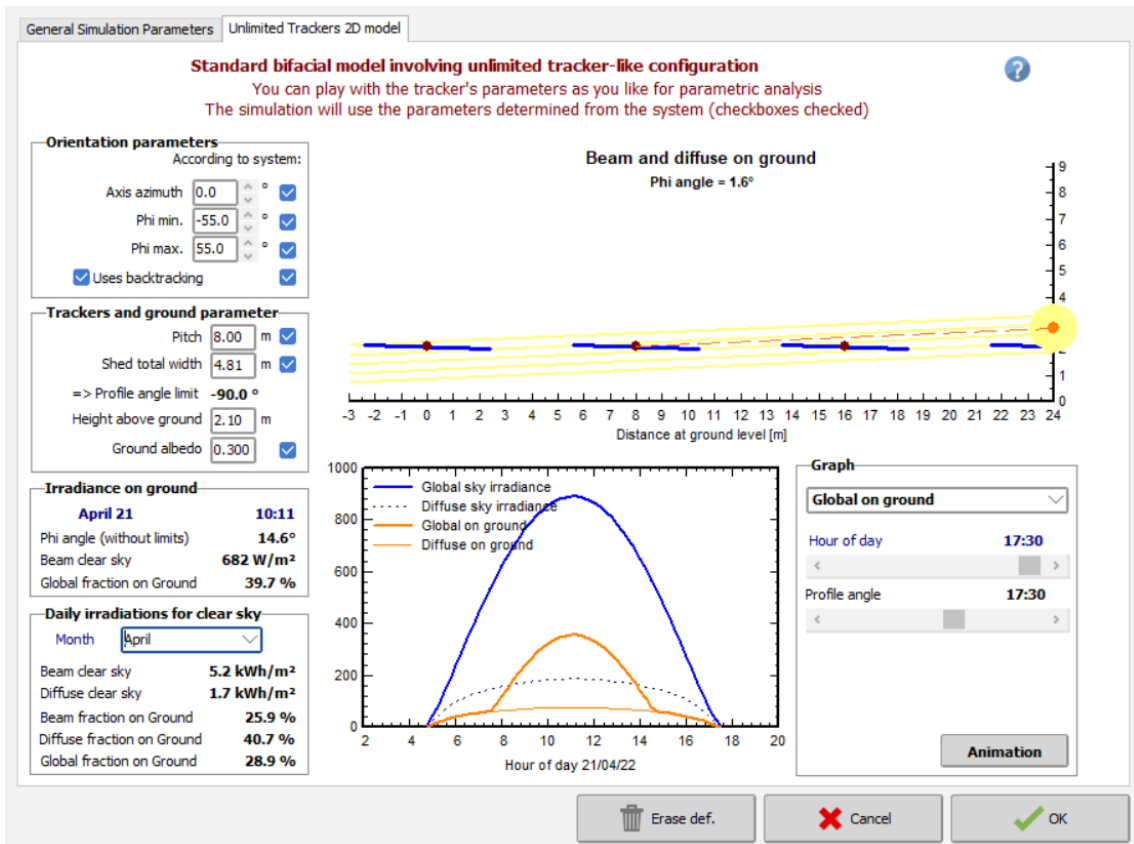 General Simulation Parameters
Unlimited Trackers 2D model
Standard bifacial model involving unlimited tracker-like configuration
You can play with the tracker's parameters as you like for parametric analysis
The simulation will use the parameters determined from the system (checkboxes checked)
?
Orientation parameters
According to system:
Axis azimuth 0.0 °
Phi min. -55.0 °
Phi max. 55.0 °
Uses backtracking
Trackers and ground parameter
Pitch 8.00 m
Shed total width 4.81 m
=> Profile angle limit -90.0 °
Height above ground 2.10 m
Ground albedo 0.300
Irradiance on ground
April 21 10:11
Phi angle (without limits) 14.6°
Beam clear sky 682 W/m²
Global fraction on Ground 39.7 %
Daily irradiations for clear sky
Month April
Beam clear sky 5.2 kWh/m²
Diffuse clear sky 1.7 kWh/m²
Beam fraction on Ground 25.9 %
Diffuse fraction on Ground 40.7 %
Global fraction on Ground 28.9 %
Beam and diffuse on ground
Phi angle = 1.6°
9
8
7
6
5
4
2
1
0
-3 -2 -1 0 1 2 3 4 5 6 7 8 9 10 11 12 13 14 15 16 17 18 19 20 21 22 23 24
Distance at ground level [m]
1000
800
600
400
200
0
Global sky irradiance
Diffuse sky irradiance
Global on ground
Diffuse on ground
2 4 6 8 10 12 14 16 18 20
Hour of day 21/04/22
Graph
Global on ground
Hour of day 17:30
Profile angle 17:30
Animation
Erase def.
Cancel
OK